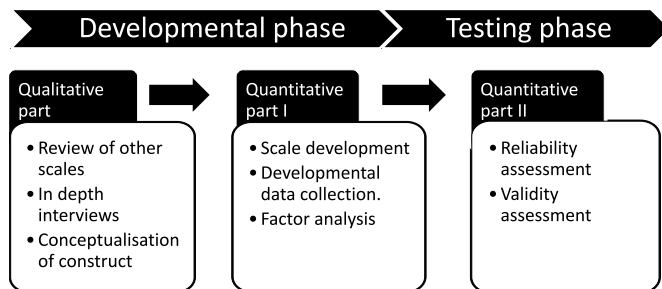 Developmental phase
Testing phase
Qualitative
part
• Review of other
scales
• In depth
interviews
• Conceptualisation
of construct
Quantitative
part I
• Scale development
• Developmental
data collection.
• Factor analysis
Quantitative
part II
• Reliability
assessment
• Validity
assessment